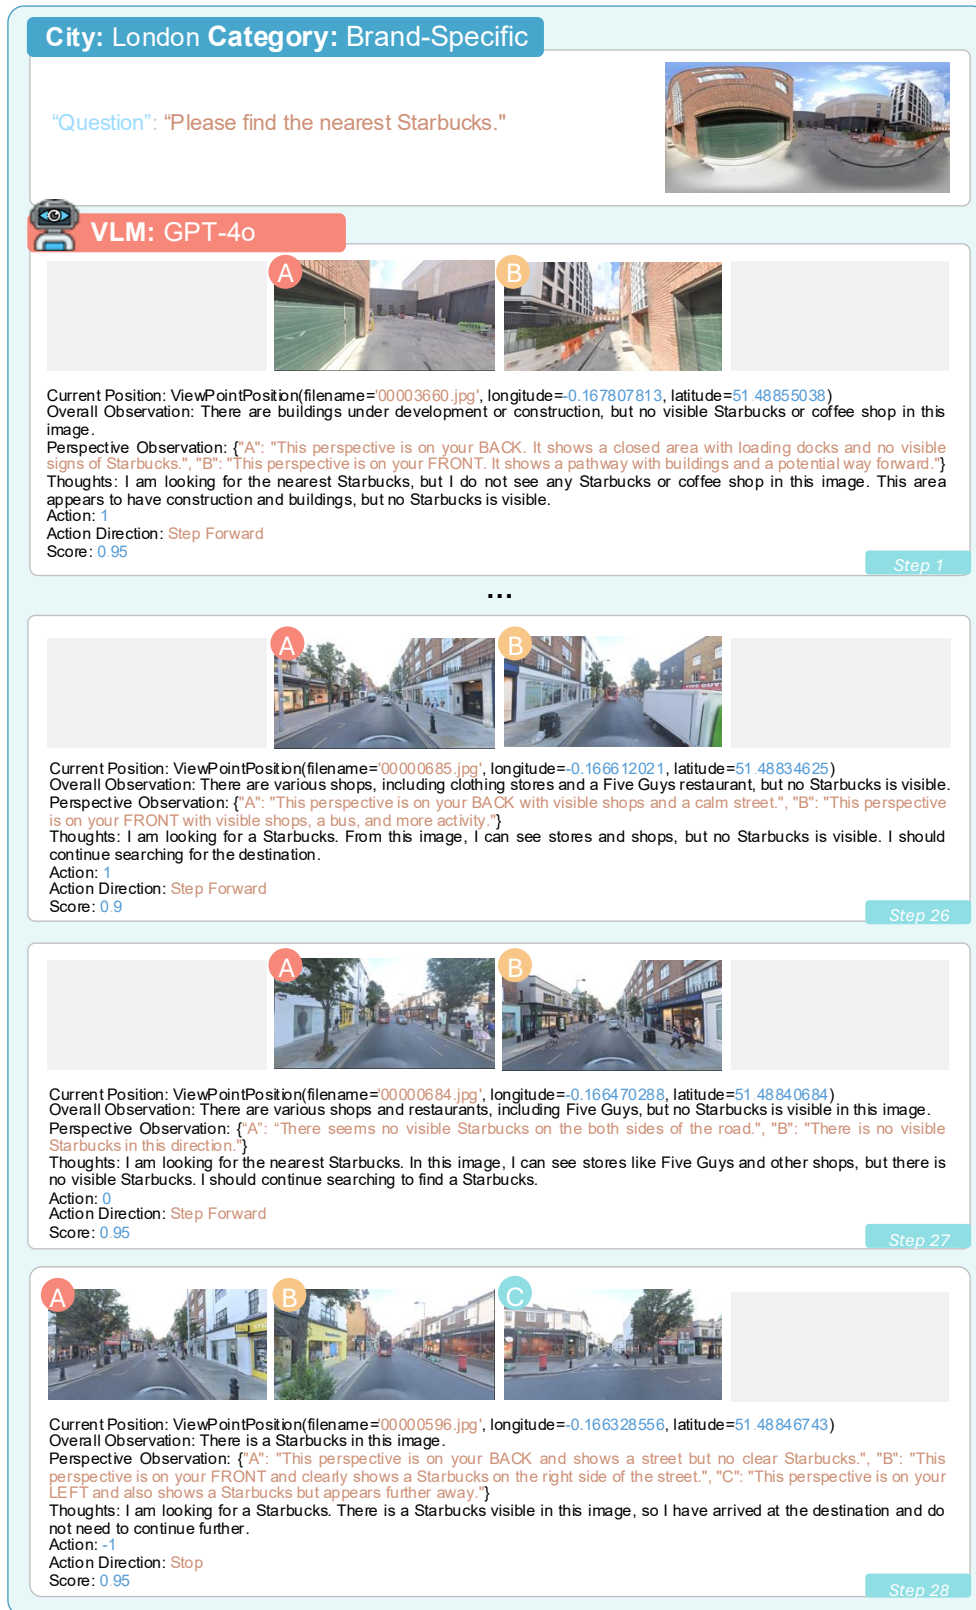 City: London Category: Brand-Specific
“Question”: “Please find the nearest Starbucks."
VLM: GPT-4o
A
B
Current Position: ViewPointPosition(filename='00003660.jpg', longitude=-0.167807813, latitude=51.48855038)
Overall Observation: There are buildings under development or construction, but no visible Starbucks or coffee shop in this
image.
Perspective Observation: {"A": "This perspective is on your BACK. It shows a closed area with loading docks and no visible
signs of Starbucks.", "B": "This perspective is on your FRONT. It shows a pathway with buildings and a potential way forward."}
Thoughts: I am looking for the nearest Starbucks, but I do not see any Starbucks or coffee shop in this image. This area
appears to have construction and buildings, but no Starbucks is visible.
Action: 1
Action Direction: Step Forward
Score: 0.95
Step 1
...
A
B
FIVE GUYS
Current Position: ViewPointPosition(filename='00000685.jpg', longitude=-0.166612021, latitude=51.48834625)
Overall Observation: There are various shops, including clothing stores and a Five Guys restaurant, but no Starbucks is visible.
Perspective Observation: {"A": "This perspective is on your BACK with visible shops and a calm street.", "B": "This perspective
is on your FRONT with visible shops, a bus, and more activity."}
Thoughts: I am looking for a Starbucks. From this image, I can see stores and shops, but no Starbucks is visible. I should
continue searching for the destination.
Action: 1
Action Direction: Step Forward
Score: 0.9
Step 26
A
B
Current Position: ViewPointPosition(filename='00000684.jpg', longitude=-0.166470288, latitude=51.48840684)
Overall Observation: There are various shops and restaurants, including Five Guys, but no Starbucks is visible in this image.
Perspective Observation: {“A”: “There seems no visible Starbucks on the both sides of the road.", "B": "There is no visible
Starbucks in this direction."}
Thoughts: I am looking for the nearest Starbucks. In this image, I can see stores like Five Guys and other shops, but there is
no visible Starbucks. I should continue searching to find a Starbucks.
Action: 0
Action Direction: Step Forward
Score: 0.95
Step 27
A
B
C
Current Position: ViewPointPosition(filename='00000596.jpg', longitude=-0.166328556, latitude=51.48846743)
Overall Observation: There is a Starbucks in this image.
Perspective Observation: {"A": "This perspective is on your BACK and shows a street but no clear Starbucks.", "B": "This
perspective is on your FRONT and clearly shows a Starbucks on the right side of the street.", "C": "This perspective is on your
LEFT and also shows a Starbucks but appears further away."}
Thoughts: I am looking for a Starbucks. There is a Starbucks visible in this image, so I have arrived at the destination and do
not need to continue further.
Action: -1
Action Direction: Stop
Score: 0.95
Step 28